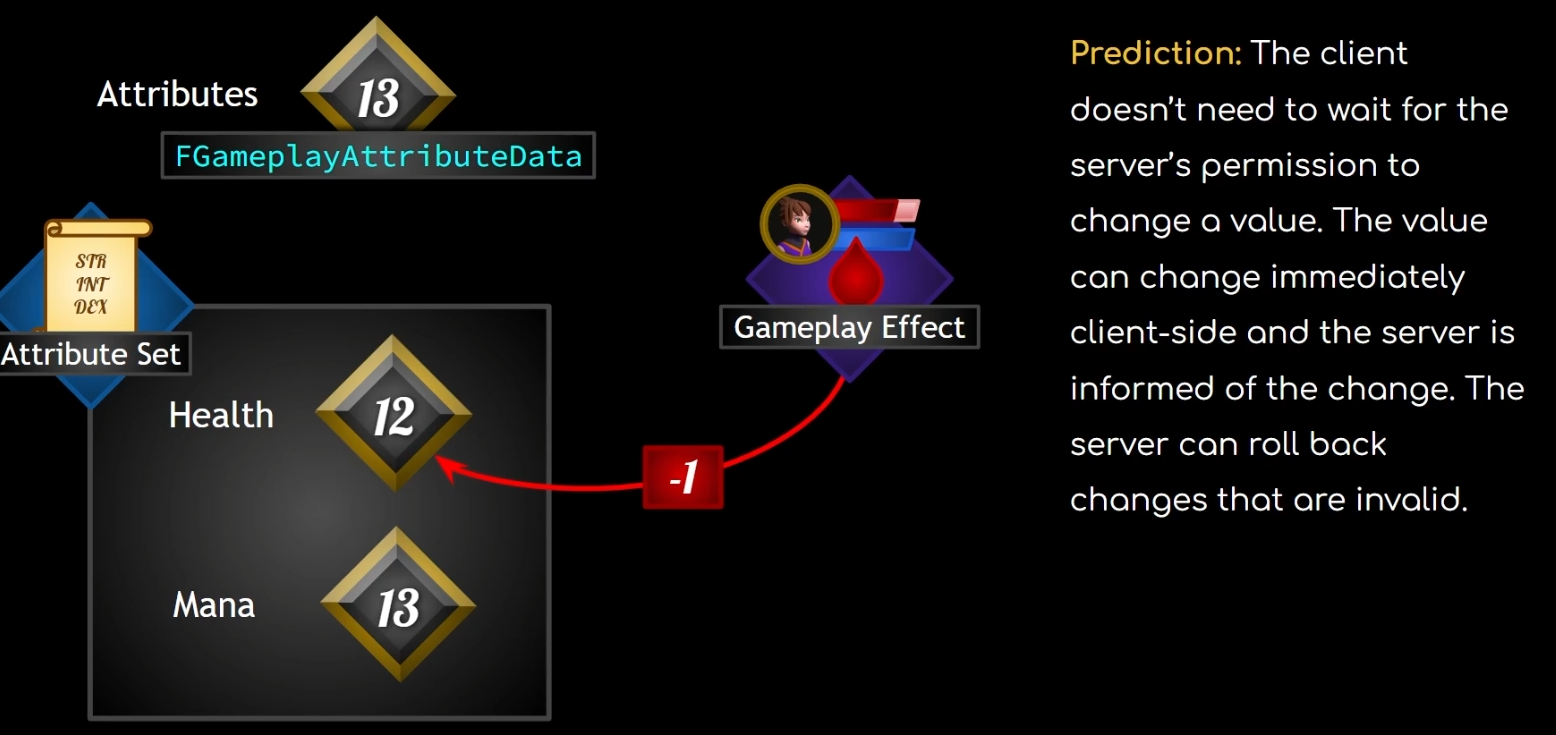 Attributes
13
FGameplayAttributeData
STR
INT
DEX
Attribute Set
Health
12
Mana
13
Gameplay Effect
-1
Prediction: The client
doesn’t need to wait for the
server’s permission to
change a value. The value
can change immediately
client-side and the server is
informed of the change. The
server can roll back
changes that are invalid.